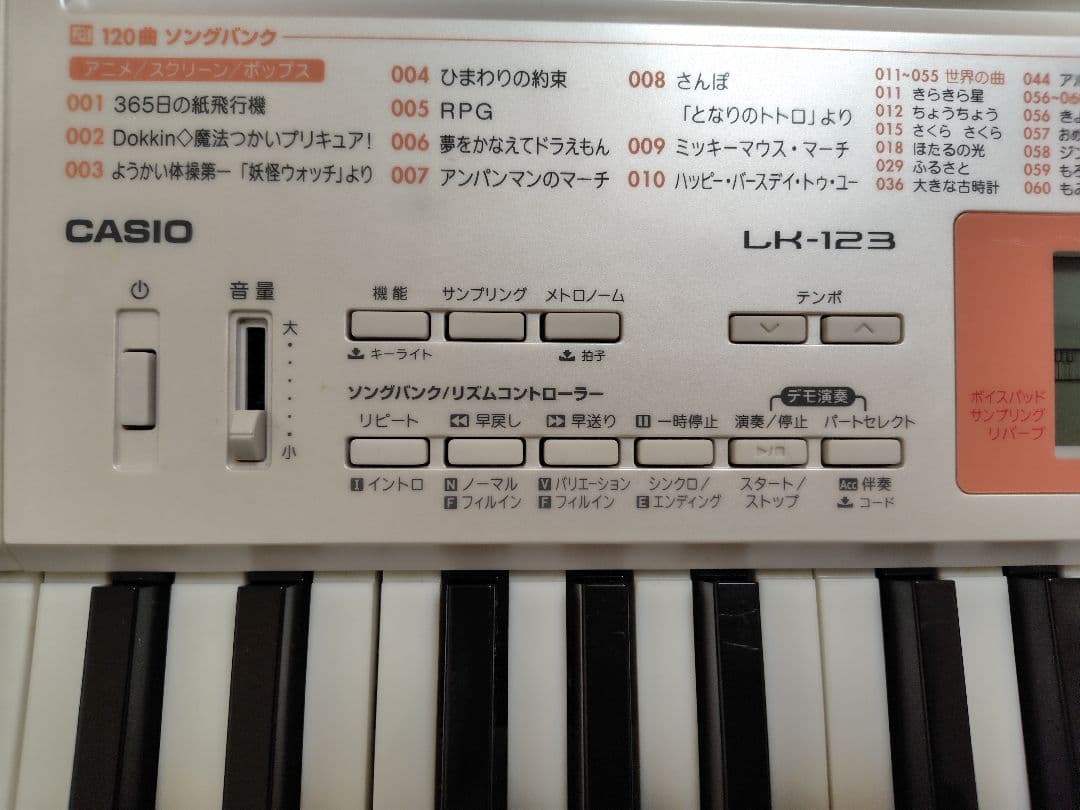 120曲 ソングバンク
アニメ/スクリーン/ポップス
001 365日の紙飛行機
002 Dokkin◇魔法つかいプリキュア!
003 ようかい体操第一「妖怪ウォッチ」より
004 ひまわりの約束
005 RPG
006 夢をかなえてドラえもん
007 アンパンマンのマーチ
008 さんぽ
「となりのトトロ」より
009 ミッキーマウス・マーチ
010 ハッピー・バースデイ・トゥ・ユー
011~055 世界の曲
011 きらきら星
012 ちょうちょう
015 さくら さくら
018 ほたるの光
029 ふるさと
036 大きな古時計
044
056
057
058
059
060
CASIO
LK-123
音量
大
小
機能 サンプリング メトロノーム
キーライト 拍子
テンポ
ソングバンク/リズムコントローラー
デモ演奏
リピート 早戻し 早送り 一時停止 演奏/停止 パートセレクト
I イントロ N ノーマル V バリエーション シンクロ/ スタート/ Acc 伴奏
F フィルイン F フィルイン E エンディング ストップ コード
ボイスパッド
サンプリング
リバーブ